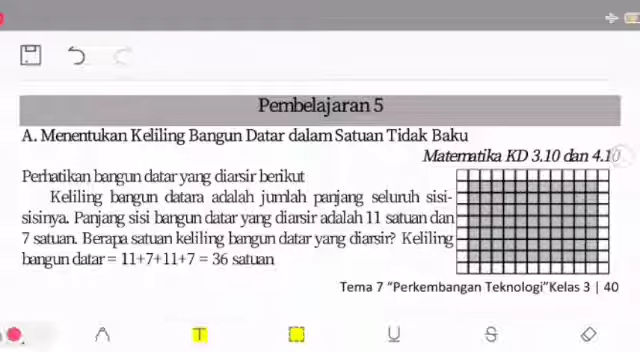 Pembelajaran 5
A. Menentukan Keliling Bangun Datar dalam Satuan Tidak Baku
Matematika KD 3.10 dan 4.10
Perhatikan bangun datar yang diarsir berikut
Keliling bangun datara adalah jumlah panjang seluruh sisi-
sisinya. Panjang sisi bangun datar yang diarsir adalah 11 satuan dan
7 satuan. Berapa satuan keliling bangun datar yang diarsir? Keliling
bangun datar = 11+7+11+7 = 36 satuan
Tema 7 "Perkembangan Teknologi"Kelas 3 | 40
T
U
S